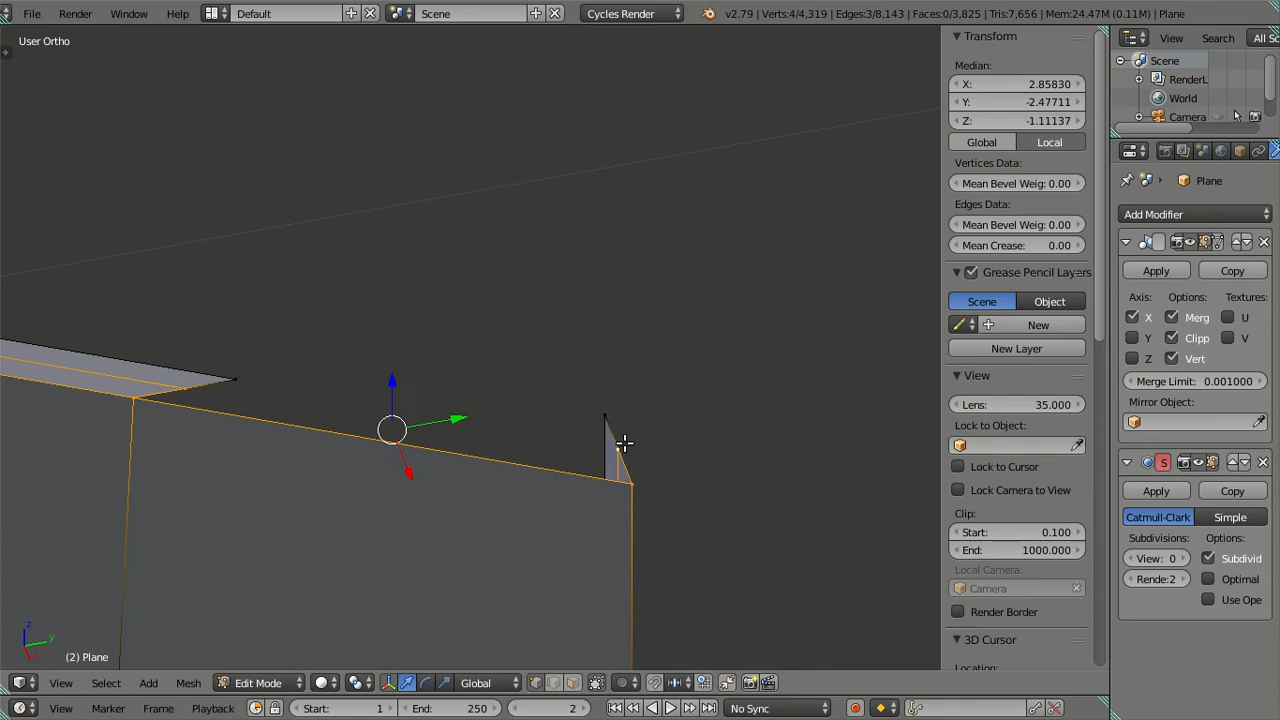 File Render Window Help Default Scene Cycles Render v2.79 | Verts:4/4,319 | Edges:3/8,143 | Faces:0/3,825 | Tris:7,656 | Mem:24.47M (0.11M) | Plane
User Ortho
Transform
View Search All Sc
Scene
Median:
RenderL
X: 2.85830
World
Y: -2.47711
Camera
Z: -1.11137
Global Local
Vertices Data:
Plane
Mean Bevel Weig: 0.00
Edges Data:
Add Modifier
Mean Bevel Weig: 0.00
Mean Crease: 0.00
Apply Copy
Grease Pencil Layers
Axis: Options: Textures:
Scene Object
X Merg U
New
Y Clipp V
New Layer
Z Vert
View
Merge Limit: 0.001000
Lens: 35.000
Mirror Object:
Lock to Object:
Lock to Cursor
S
Lock Camera to View
Apply Copy
Clip:
Catmull-Clark Simple
Start: 0.100
Subdivisions: Options:
End: 1000.000
View: 0 Subdivid
Local Camera:
Rende:2 Optimal
Camera
Use Ope
Render Border
3D Cursor
z
y
x
(2) Plane
Location:
View Select Add Mesh Edit Mode Global
View Marker Frame Playback Start: 1 End: 250 2 No Sync